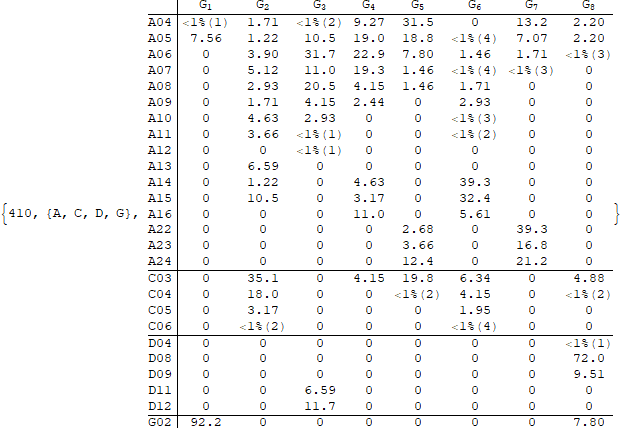 G1 G2 G3 G4 G5 G6 G7 G8
A04 <1%(1) 1.71 <1%(2) 9.27 31.5 0 13.2 2.20
A05 7.56 1.22 10.5 19.0 18.8 <1%(4) 7.07 2.20
A06 0 3.90 31.7 22.9 7.80 1.46 1.71 <1%(3)
A07 0 5.12 11.0 19.3 1.46 <1%(4) <1%(3) 0
A08 0 2.93 20.5 4.15 1.46 1.71 0 0
A09 0 1.71 4.15 2.44 0 2.93 0 0
A10 0 4.63 2.93 0 0 <1%(3) 0 0
A11 0 3.66 <1%(1) 0 0 <1%(2) 0 0
A12 0 0 <1%(1) 0 0 0 0 0
A13 0 6.59 0 0 0 0 0 0
A14 0 1.22 0 4.63 0 39.3 0 0
A15 0 10.5 0 3.17 0 32.4 0 0
{410, {A, C, D, G}, A16 0 0 0 11.0 0 5.61 0 0 }
A22 0 0 0 0 2.68 0 39.3 0
A23 0 0 0 0 3.66 0 16.8 0
A24 0 0 0 0 12.4 0 21.2 0
C03 0 35.1 0 4.15 19.8 6.34 0 4.88
C04 0 18.0 0 0 <1%(2) 4.15 0 <1%(2)
C05 0 3.17 0 0 0 1.95 0 0
C06 0 <1%(2) 0 0 0 <1%(4) 0 0
D04 0 0 0 0 0 0 0 <1%(1)
D08 0 0 0 0 0 0 0 72.0
D09 0 0 0 0 0 0 0 9.51
D11 0 0 6.59 0 0 0 0 0
D12 0 0 11.7 0 0 0 0 0
G02 92.2 0 0 0 0 0 0 7.80